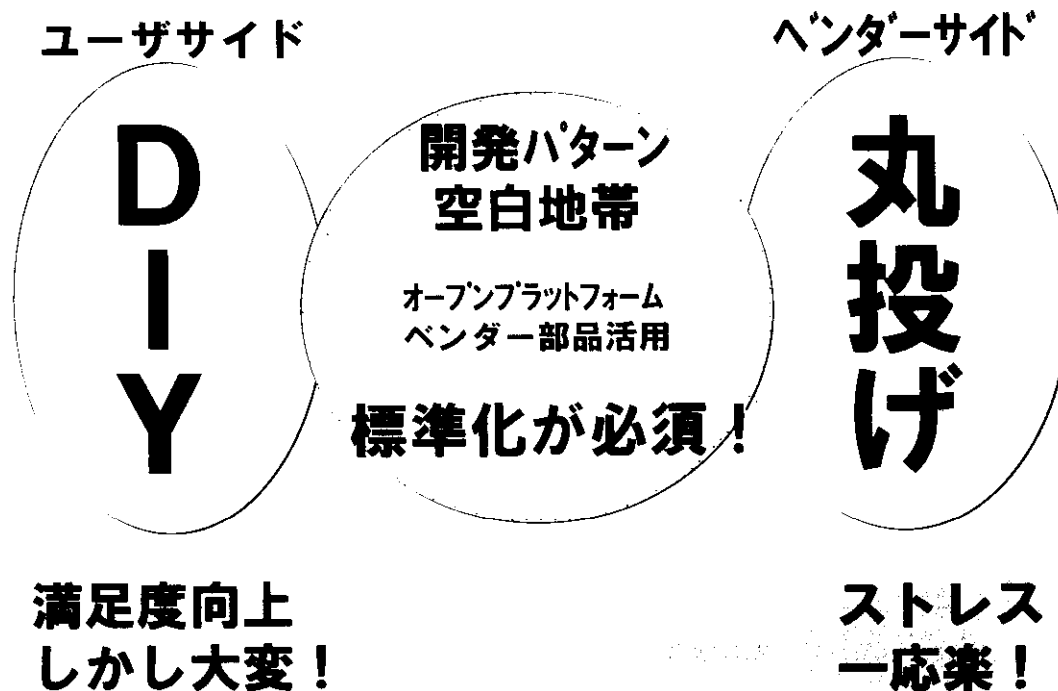 ユーザサイド
ベンダーサイド
DIY
開発パターン
空白地帯
オープンプラットフォーム
ベンダー部品活用
標準化が必須！
丸投げ
満足度向上
しかし大変！
ストレス
一応楽！